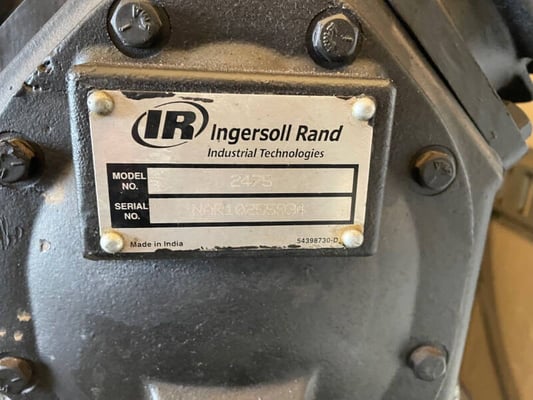 IR Ingersoll Rand
Industrial Technologies
MODEL NO. 2475
SERIAL NO.
Made in India 54398730-D